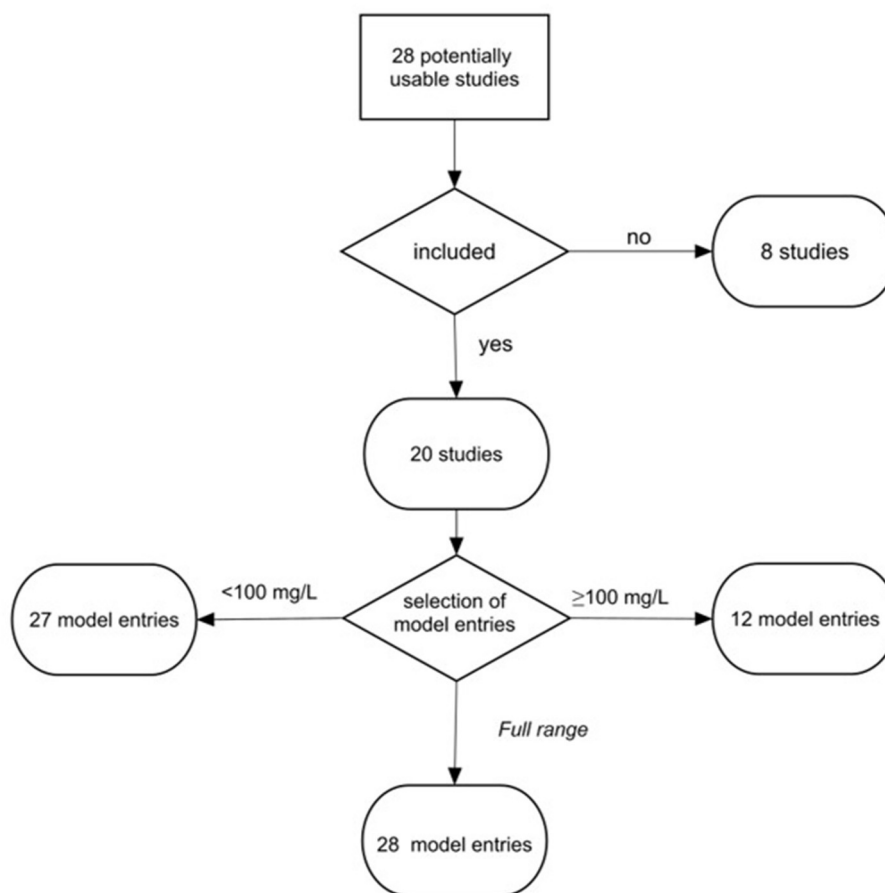 28 potentially
usable studies
included
no
8 studies
yes
20 studies
<100 mg/L
selection of
model entries
≥100 mg/L
27 model entries
12 model entries
Full range
28 model entries